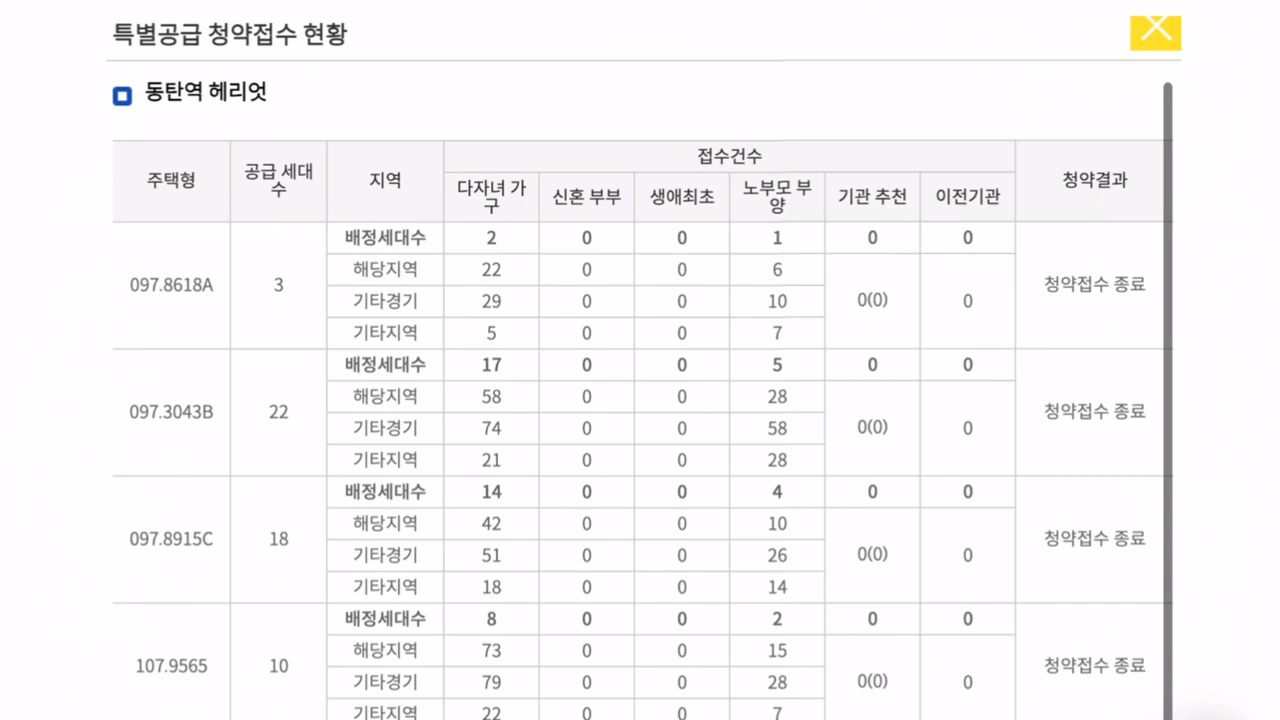 특별공급 청약접수 현황
동탄역 헤리엇
주택형 공급 세대수 지역 접수건수 청약결과
다자녀 가구 신혼 부부 생애최초 노부모 부양 기관 추천 이전기관
097.8618A 3 배정세대수 2 0 0 1 0 0 청약접수 종료
해당지역 22 0 0 6 0(0) 0
기타경기 29 0 0 10
기타지역 5 0 0 7
097.3043B 22 배정세대수 17 0 0 5 0 0 청약접수 종료
해당지역 58 0 0 28 0(0) 0
기타경기 74 0 0 58
기타지역 21 0 0 28
097.8915C 18 배정세대수 14 0 0 4 0 0 청약접수 종료
해당지역 42 0 0 10 0(0) 0
기타경기 51 0 0 26
기타지역 18 0 0 14
107.9565 10 배정세대수 8 0 0 2 0 0 청약접수 종료
해당지역 73 0 0 15 0(0) 0
기타경기 79 0 0 28
기타지역 22 0 0 7